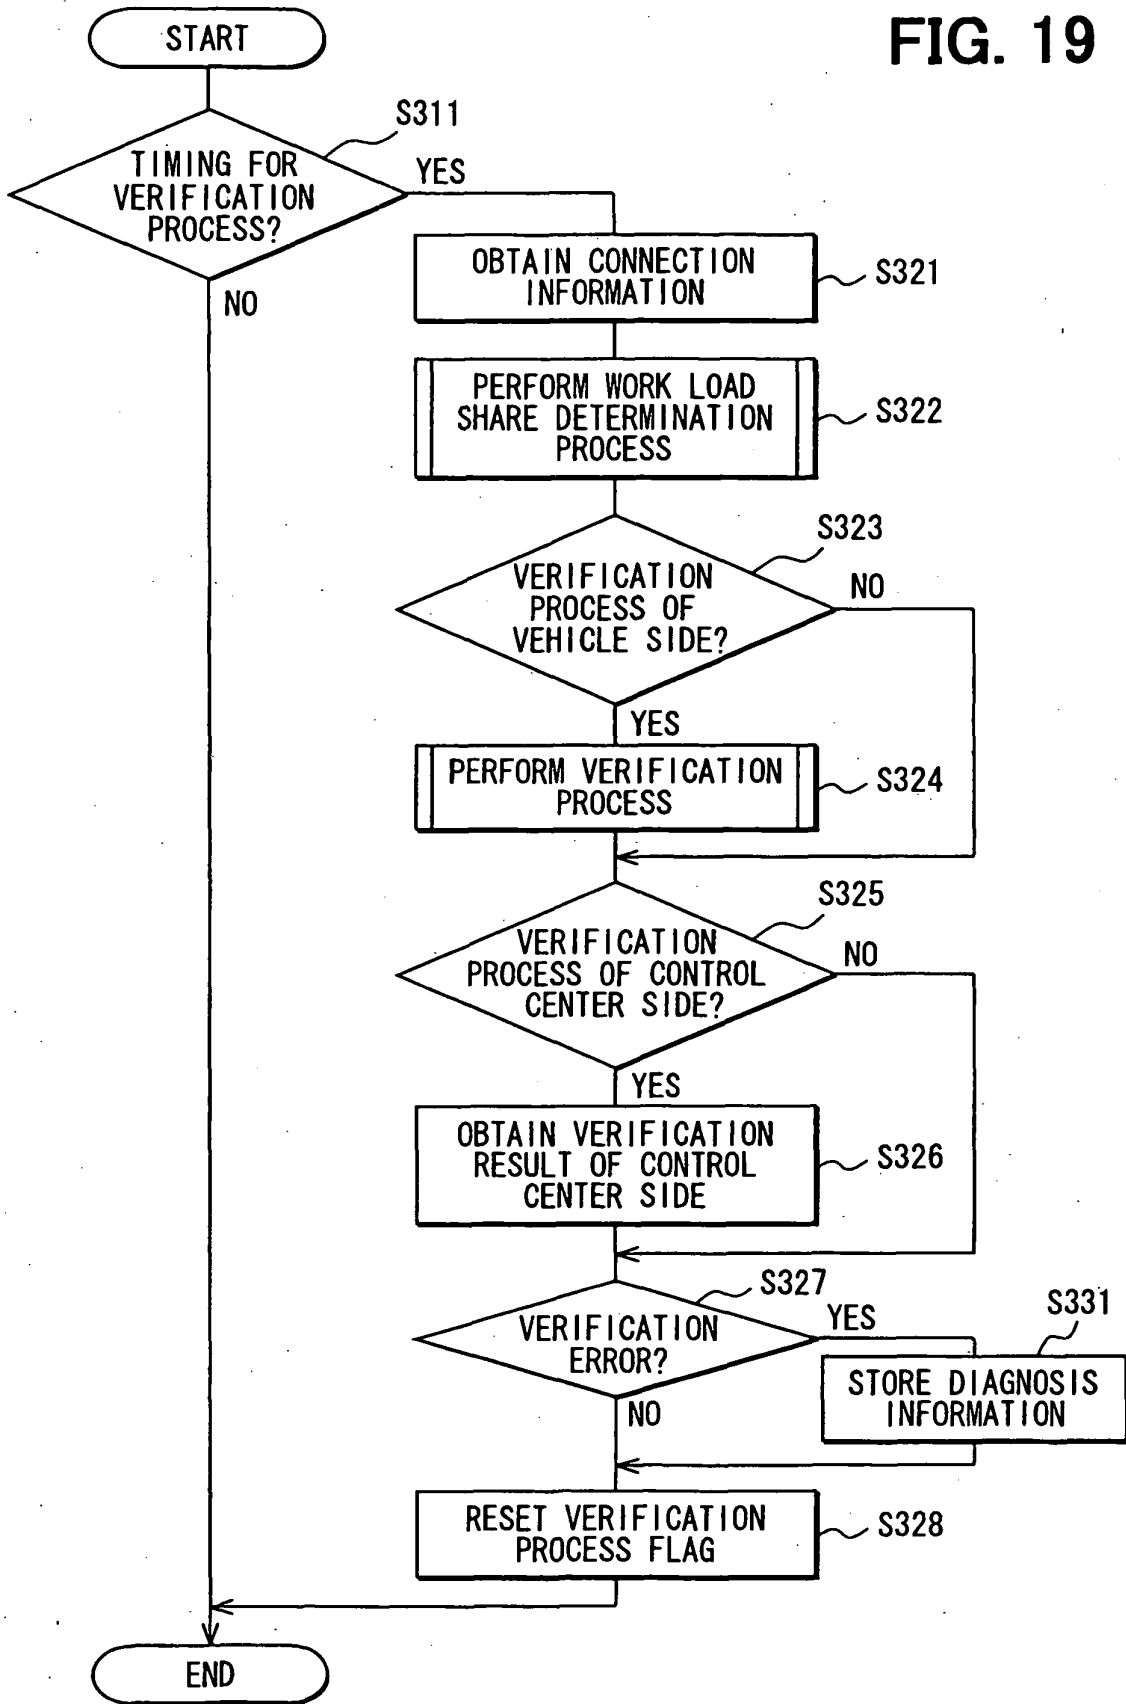 FIG. 19
START
S311
TIMING FOR
VERIFICATION
PROCESS?
YES
NO
OBTAIN CONNECTION
INFORMATION
S321
PERFORM WORK LOAD
SHARE DETERMINATION
PROCESS
S322
S323
VERIFICATION
PROCESS OF
VEHICLE SIDE?
NO
YES
PERFORM VERIFICATION
PROCESS
S324
S325
VERIFICATION
PROCESS OF CONTROL
CENTER SIDE?
NO
YES
OBTAIN VERIFICATION
RESULT OF CONTROL
CENTER SIDE
S326
S327
VERIFICATION
ERROR?
YES
NO
S331
STORE DIAGNOSIS
INFORMATION
RESET VERIFICATION
PROCESS FLAG
S328
END